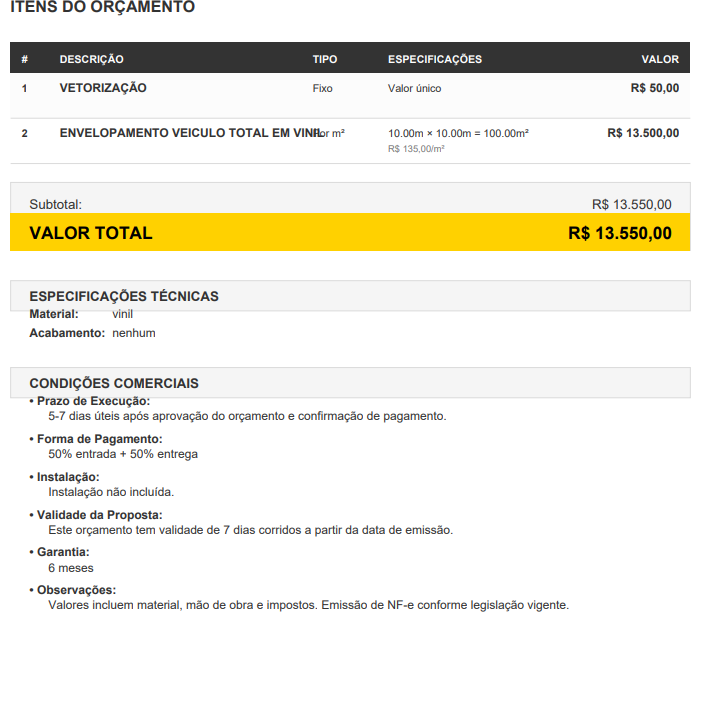 ITENS DO ORÇAMENTO
# DESCRIÇÃO TIPO ESPECIFICAÇÕES VALOR
1 VETORIZAÇÃO Fixo Valor único R$ 50,00
2 ENVELOPAMENTO VEICULO TOTAL EM VINIL Por m² 10.00m × 10.00m = 100.00m² R$ 13.500,00
R$ 135,00/m²
Subtotal: R$ 13.550,00
VALOR TOTAL R$ 13.550,00
ESPECIFICAÇÕES TÉCNICAS
Material: vinil
Acabamento: nenhum
CONDIÇÕES COMERCIAIS
• Prazo de Execução:
5-7 dias úteis após aprovação do orçamento e confirmação de pagamento.
• Forma de Pagamento:
50% entrada + 50% entrega
• Instalação:
Instalação não incluída.
• Validade da Proposta:
Este orçamento tem validade de 7 dias corridos a partir da data de emissão.
• Garantia:
6 meses
• Observações:
Valores incluem material, mão de obra e impostos. Emissão de NF-e conforme legislação vigente.